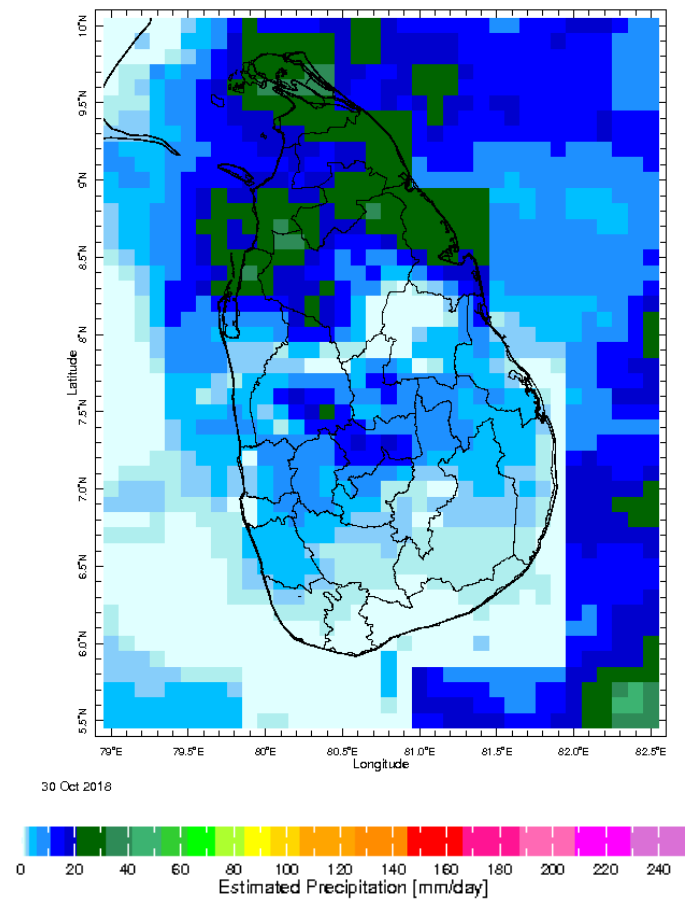 10°N
9.5°N
9°N
8.5°N
8°N
7.5°N
7.0°N
6.5°N
6.0°N
5.5°N
Latitude
79°E 79.5°E 80°E 80.5°E 81.0°E 81.5°E 82.0°E 82.5°E
Longitude
30 Oct 2018
0 20 40 60 80 100 120 140 160 180 200 220 240
Estimated Precipitation [mm/day]